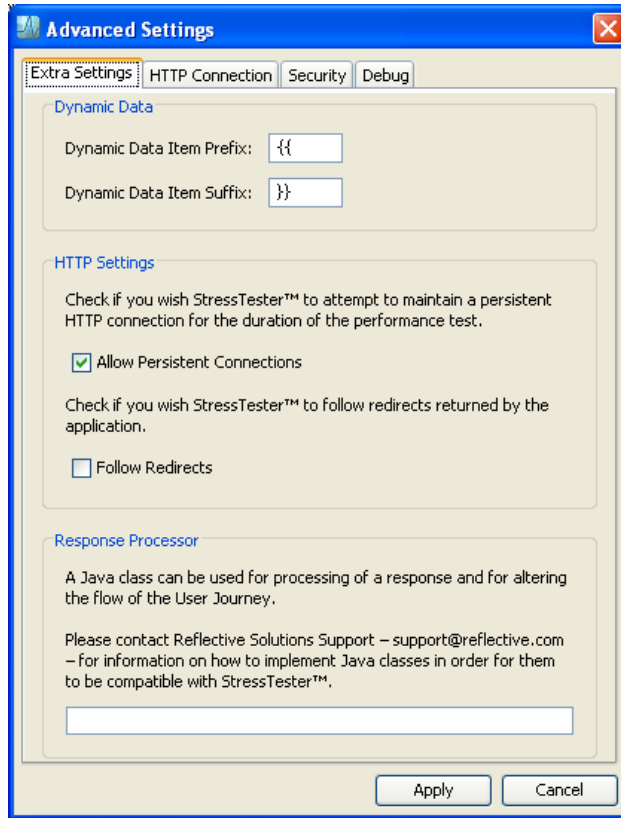 Advanced Settings
Extra Settings HTTP Connection Security Debug
Dynamic Data
Dynamic Data Item Prefix: {{
Dynamic Data Item Suffix: }}
HTTP Settings
Check if you wish StressTester™ to attempt to maintain a persistent
HTTP connection for the duration of the performance test.
Allow Persistent Connections
Check if you wish StressTester™ to follow redirects returned by the
application.
Follow Redirects
Response Processor
A Java class can be used for processing of a response and for altering
the flow of the User Journey.
Please contact Reflective Solutions Support – support@reflective.com
– for information on how to implement Java classes in order for them
to be compatible with StressTester™.
Apply Cancel